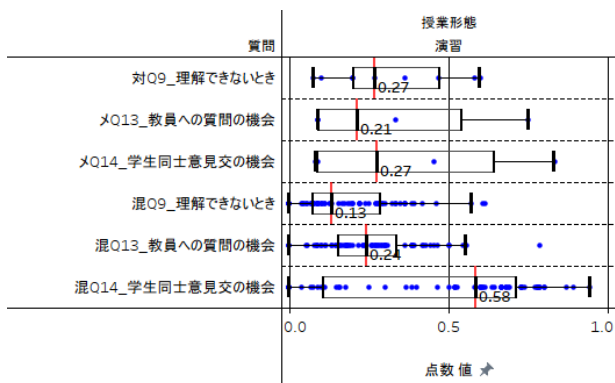 授業形態
質問 演習
対Q9_理解できないとき
0.27
メQ13_教員への質問の機会
0.21
メQ14_学生同士意見交の機会
0.27
混Q9_理解できないとき
0.13
混Q13_教員への質問の機会
0.24
混Q14_学生同士意見交の機会
0.58
0.0 0.5 1.0
点数 値